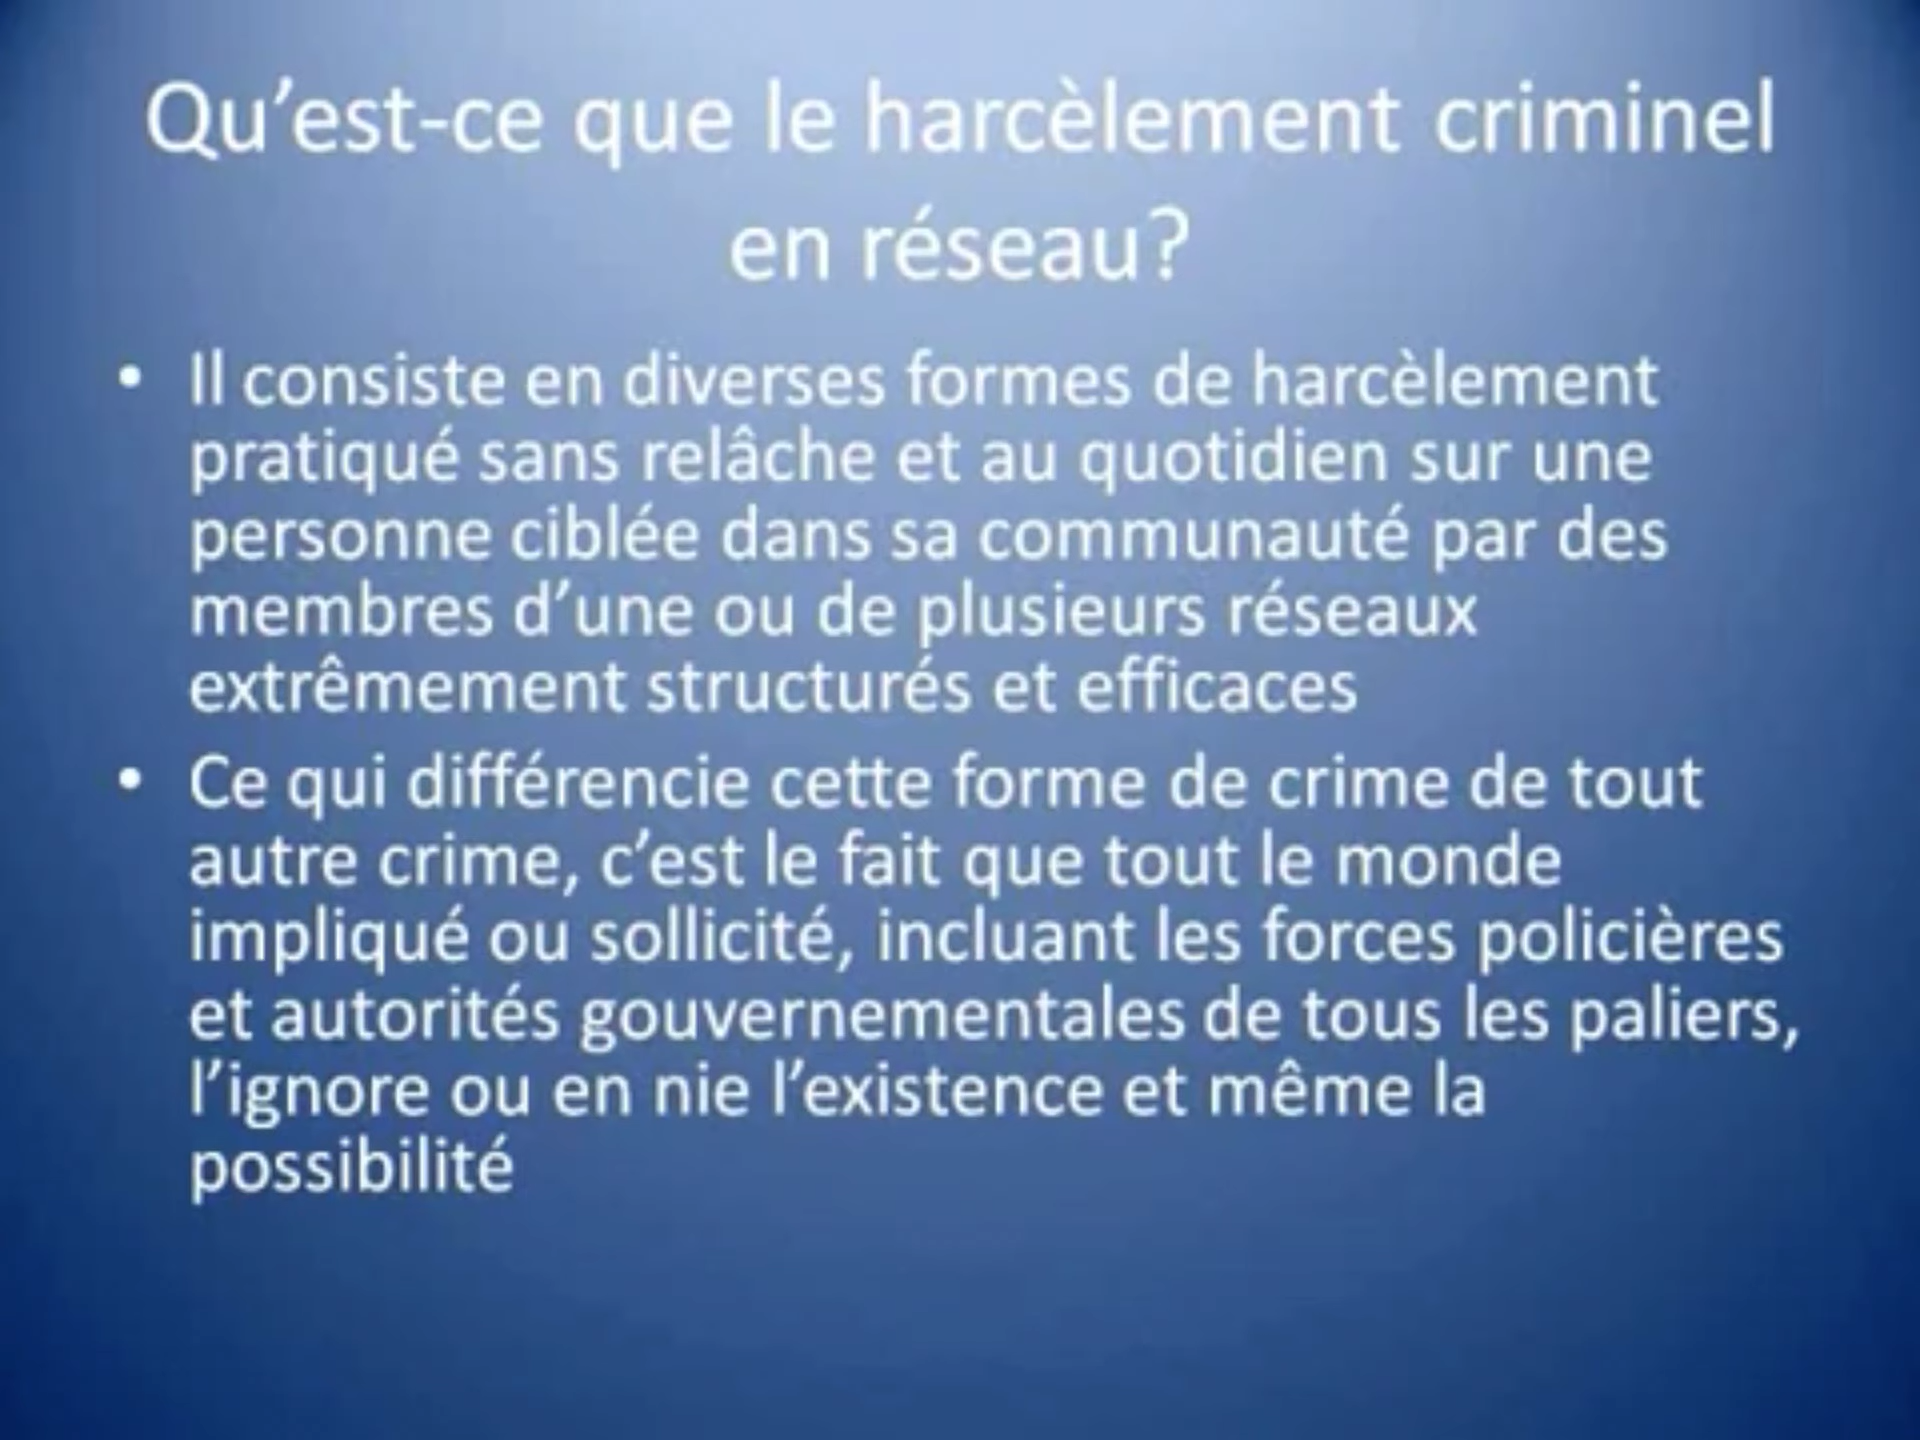 Qu’est-ce que le harcèlement criminel
en réseau?
• Il consiste en diverses formes de harcèlement
pratiqué sans relâche et au quotidien sur une
personne ciblée dans sa communauté par des
membres d’une ou de plusieurs réseaux
extrêmement structurés et efficaces
• Ce qui différencie cette forme de crime de tout
autre crime, c’est le fait que tout le monde
impliqué ou sollicité, incluant les forces policières
et autorités gouvernementales de tous les paliers,
l’ignore ou en nie l’existence et même la
possibilité